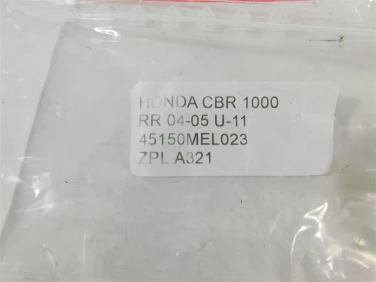 HONDA CBR 1000
RR 04-05 U-11
45150MEL023
ZPL A321